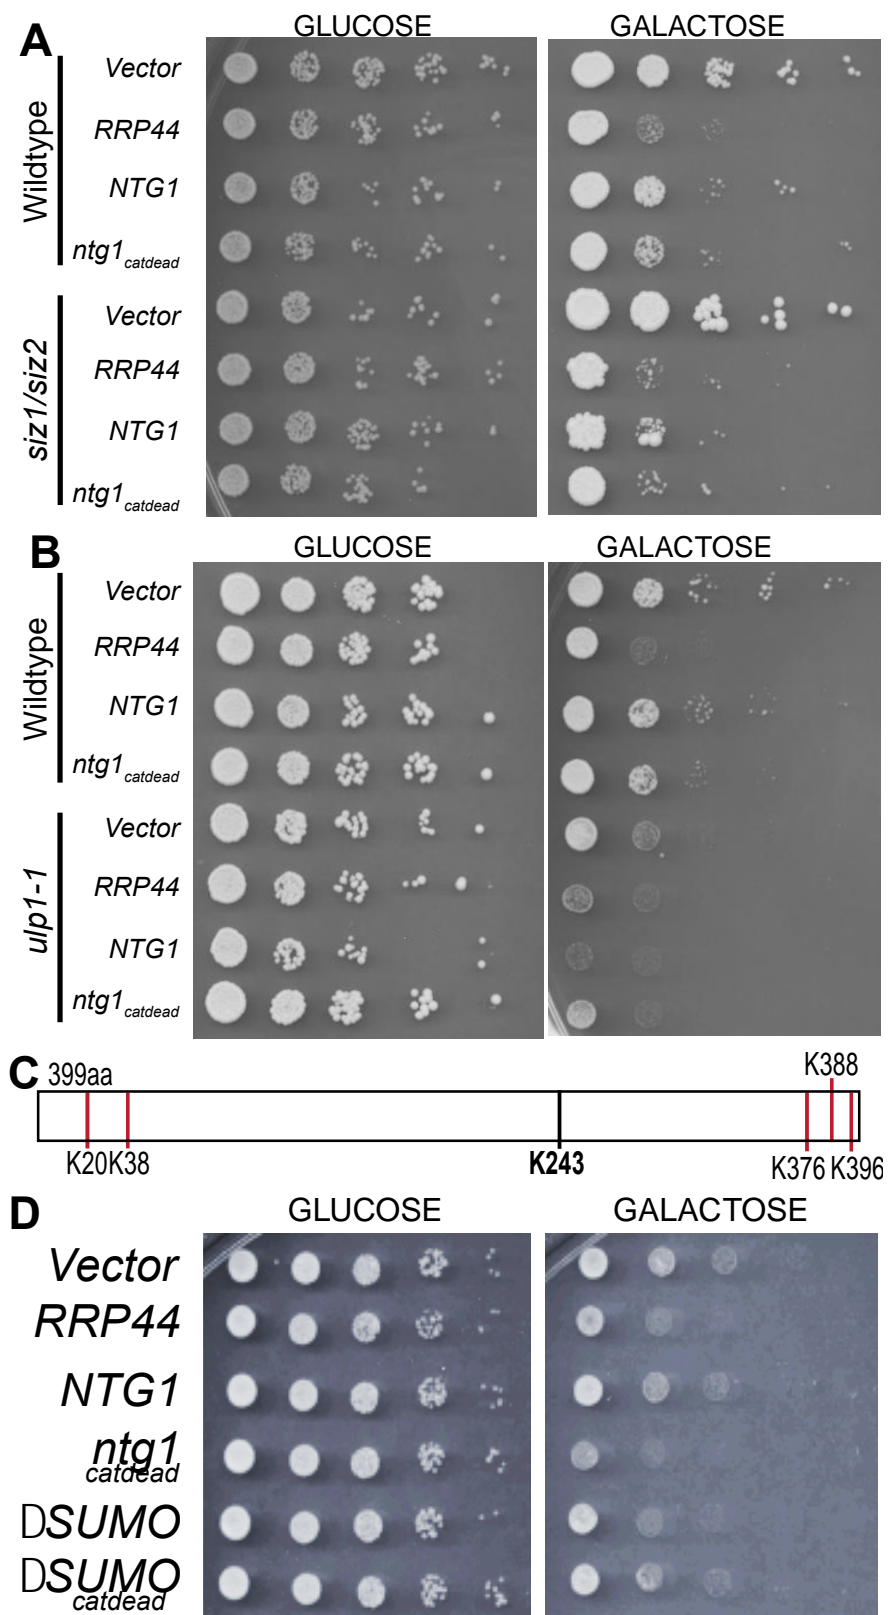 A
GLUCOSE GALACTOSE
Wildtype
Vector
RRP44
NTG1
ntg1catdead
siz1/siz2
Vector
RRP44
NTG1
ntg1catdead
B
GLUCOSE GALACTOSE
Wildtype
Vector
RRP44
NTG1
ntg1catdead
ulp1-1
Vector
RRP44
NTG1
ntg1catdead
C
399aa K388
K20 K38 K243 K376 K396
D
GLUCOSE GALACTOSE
Vector
RRP44
NTG1
ntg1
catdead
DSUMO
DSUMO
catdead